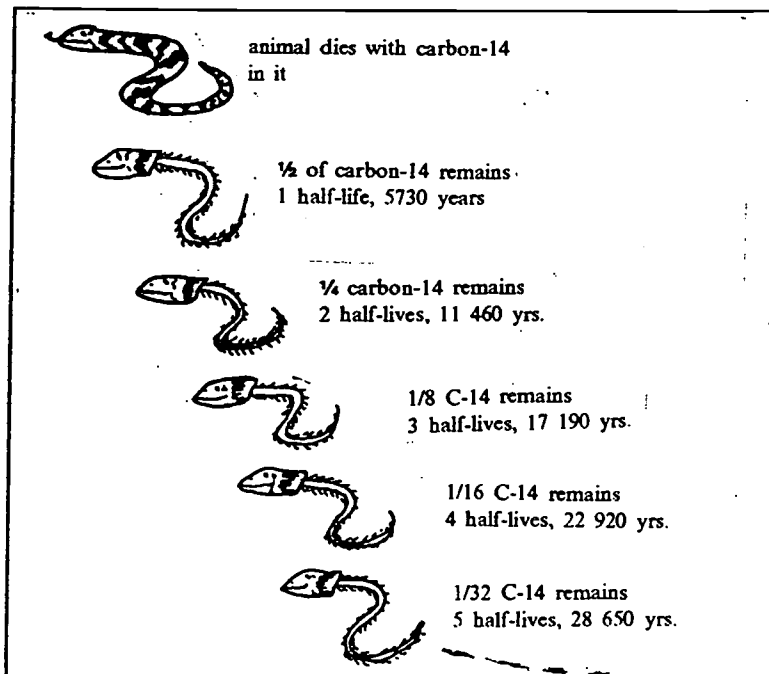 animal dies with carbon-14
in it
½ of carbon-14 remains
1 half-life, 5730 years
¼ carbon-14 remains
2 half-lives, 11 460 yrs.
1/8 C-14 remains
3 half-lives, 17 190 yrs.
1/16 C-14 remains
4 half-lives, 22 920 yrs.
1/32 C-14 remains
5 half-lives, 28 650 yrs.